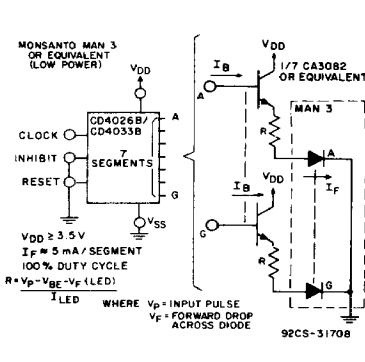 MONSANTO MAN 3
OR EQUIVALENT
(LOW POWER)
VDD
CD4026B/
CD4033B
7
SEGMENTS
A
G
CLOCK
INHIBIT
RESET
VSS
VDD ≥ 3.5 V
IF ≈ 5 mA/SEGMENT
100% DUTY CYCLE
R = VP-VBE-VF (LED)
ILED
WHERE VP = INPUT PULSE
VF = FORWARD DROP
ACROSS DIODE
IB
VDD
1/7 CA3082
OR EQUIVALENT
A
R
MAN 3
A
IF
IB
VDD
G
R
G
92CS-31708